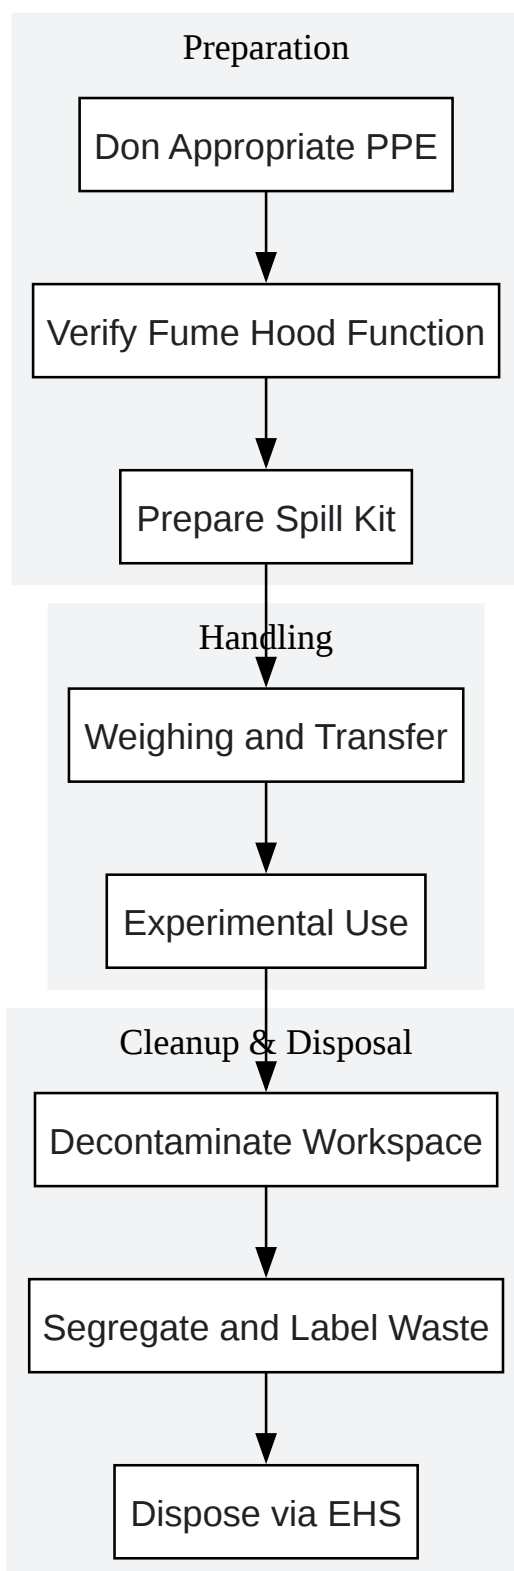 Preparation
Don Appropriate PPE
Verify Fume Hood Function
Prepare Spill Kit
Handling
Weighing and Transfer
Experimental Use
Cleanup & Disposal
Decontaminate Workspace
Segregate and Label Waste
Dispose via EHS